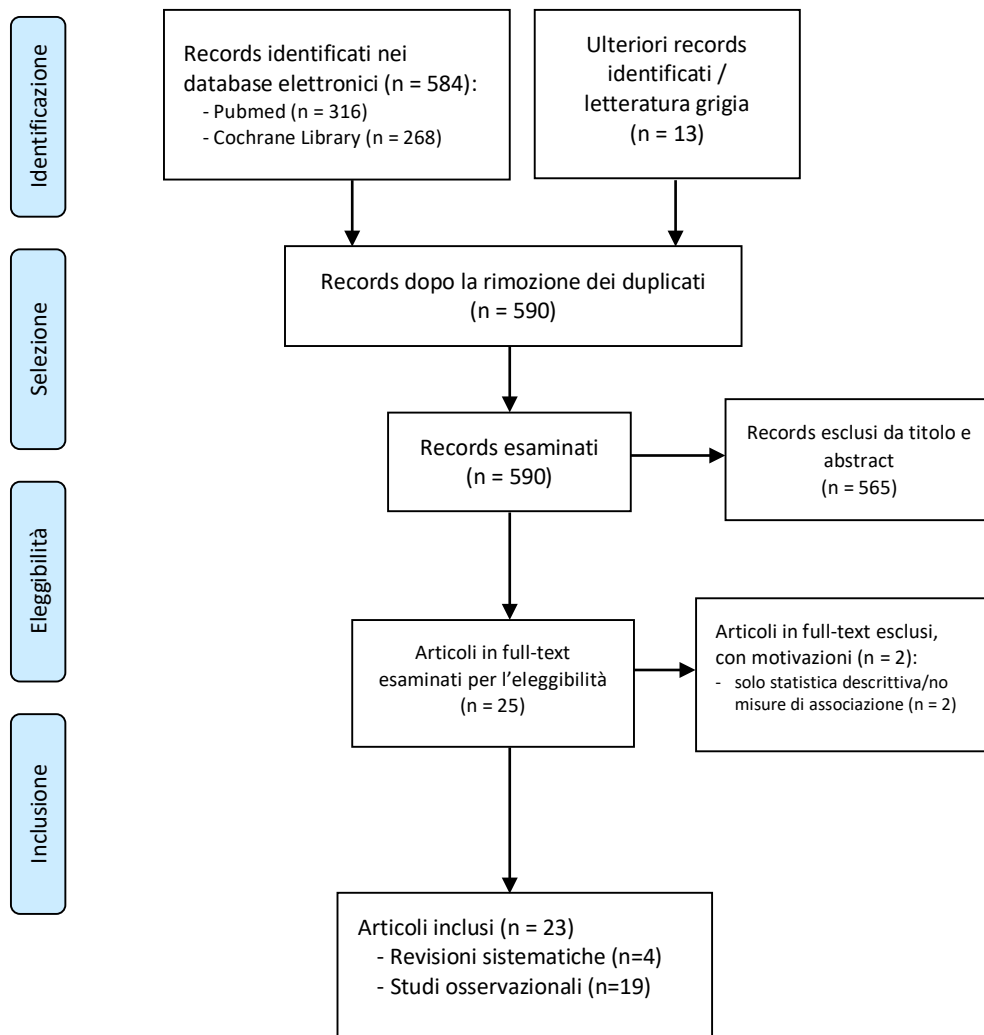 Identificazione
Records identificati nei
database elettronici (n = 584):
- Pubmed (n = 316)
- Cochrane Library (n = 268)
Ulteriori records
identificati /
letteratura grigia
(n = 13)
Selezione
Records dopo la rimozione dei duplicati
(n = 590)
Records esaminati
(n = 590)
Records esclusi da titolo e
abstract
(n = 565)
Eleggibilità
Articoli in full-text
esaminati per l’eleggibilità
(n = 25)
Articoli in full-text esclusi,
con motivazioni (n = 2):
- solo statistica descrittiva/no
misure di associazione (n = 2)
Inclusione
Articoli inclusi (n = 23)
- Revisioni sistematiche (n=4)
- Studi osservazionali (n=19)